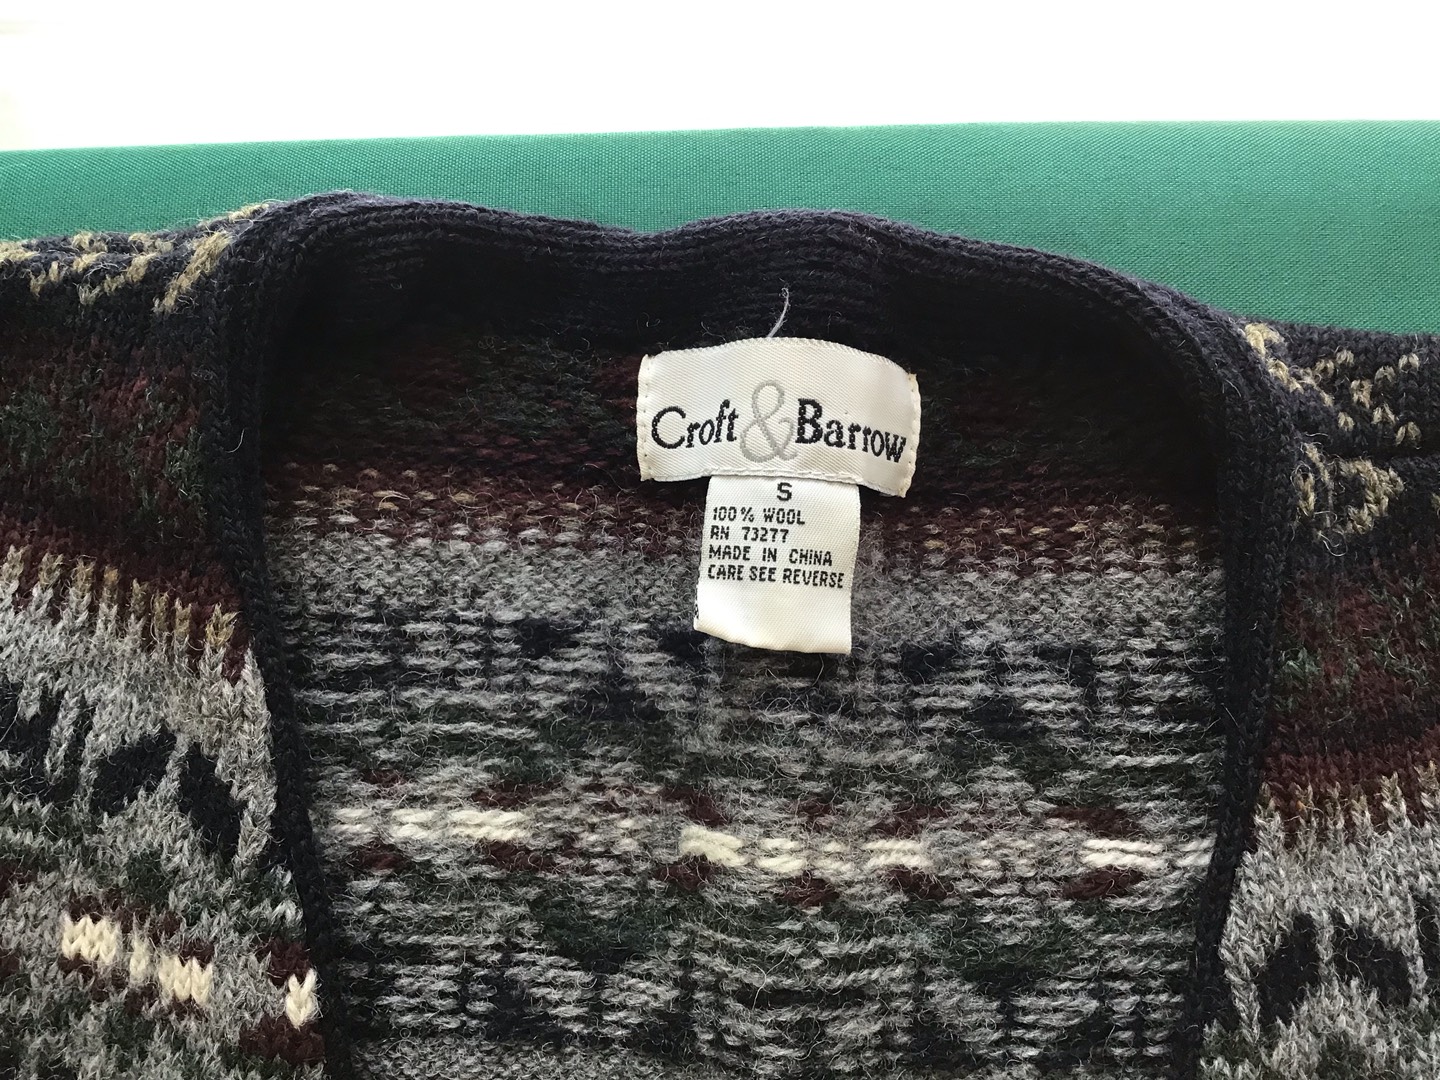 Croft & Barrow
S
100% WOOL
RN 73277
MADE IN CHINA
CARE SEE REVERSE